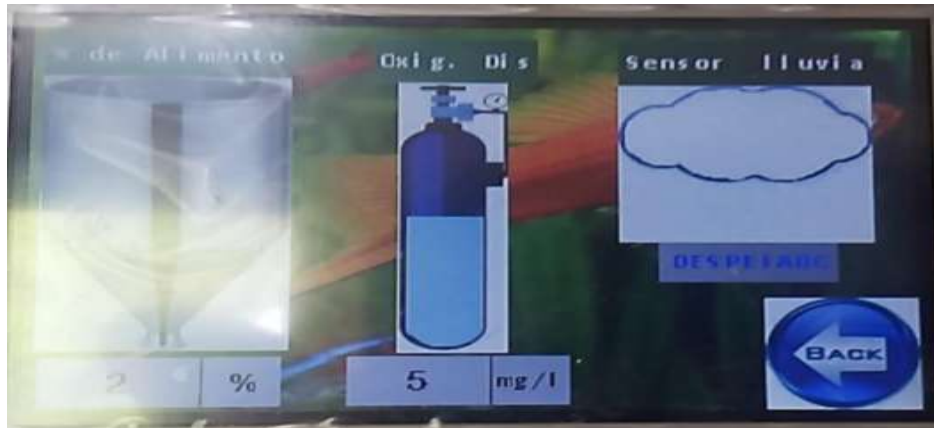 % de Alimento
Oxig. Dis
Sensor lluvia
DESPEJADO
BACK
2 %
5 mg/l